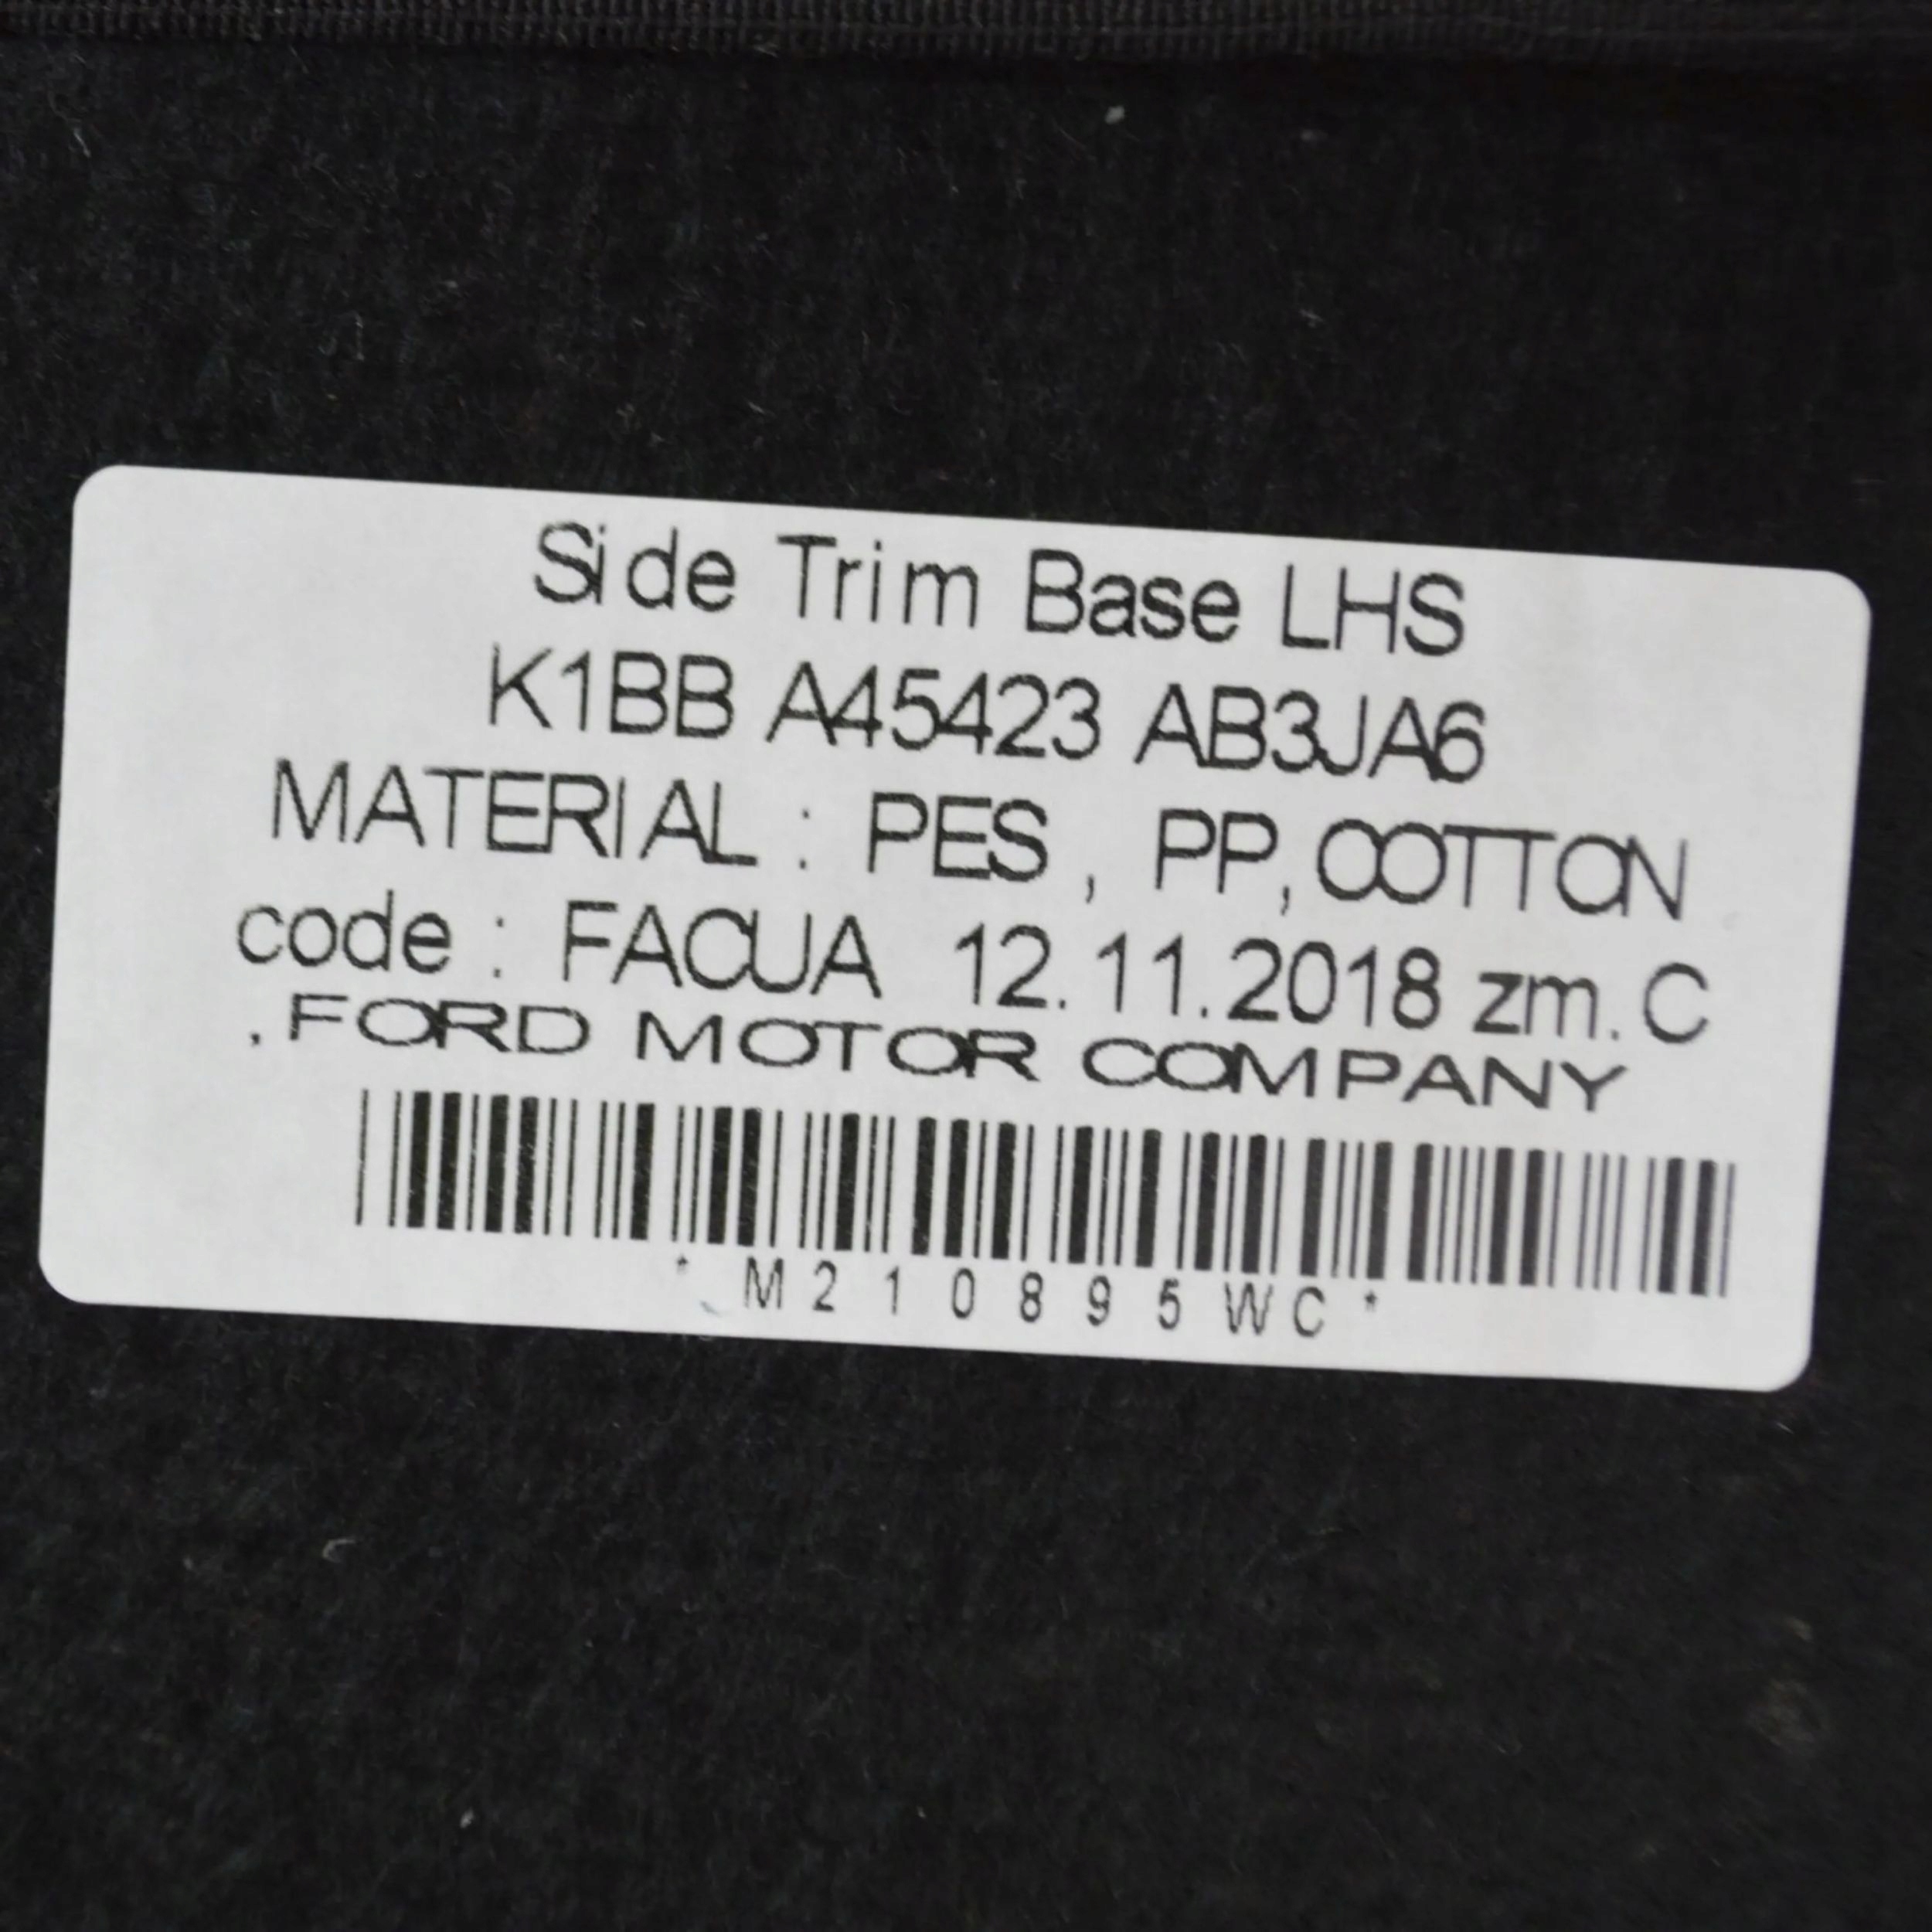 Side Trim Base LHS
K1BB A45423 AB3JA6
MATERIAL : PES , PP,COTTON
code : FACUA 12.11.2018 zm. C
.FORD MOTOR COMPANY
* M210895WC *